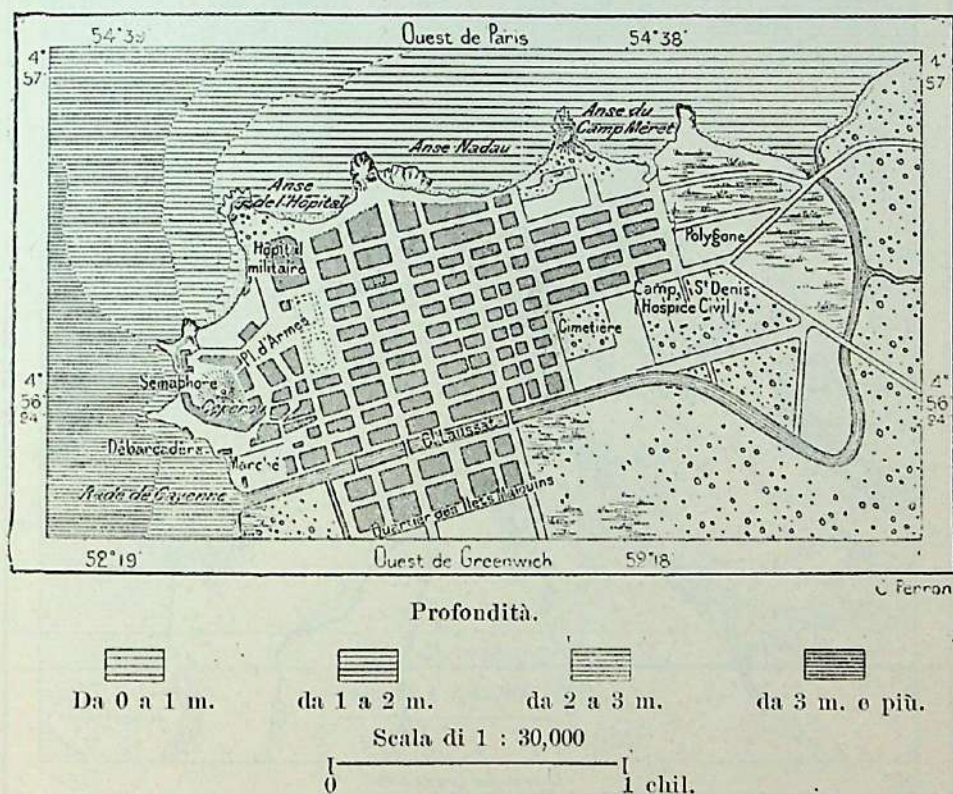 54°39' Ouest de Paris 54°38'
4° 57' 4° 57'
Anse du
Camp Méret
Anse Nadau
Anse
de l'Hôpital
Hôpital
militaire
Polygone
Camp St Denis
Hospice Civil
Cimetière
Pl. d'Armes
Sémaphore
4° 56' 24" 4° 56' 24"
Cl Laussat
Débarcadère
Marché
Rade de Cayenne
Quartier des Ilets Malouins
52°19' Ouest de Greenwich 52°18'
C Perron
Profondità.
Da 0 a 1 m. da 1 a 2 m. da 2 a 3 m. da 3 m. e più.
Scala di 1 : 30,000
0 1 chil.